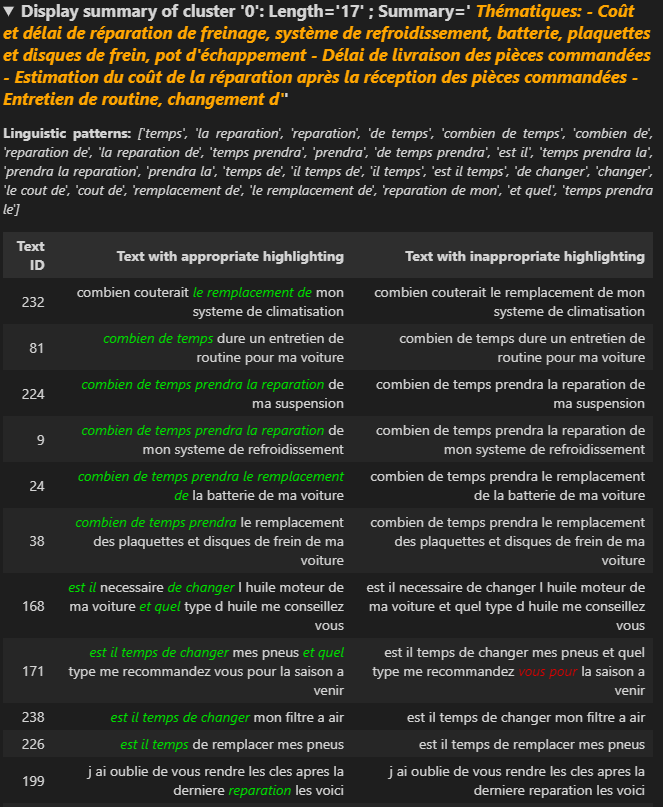 ▼ Display summary of cluster '0': Length='17' ; Summary=' Thématiques: - Coût
et délai de réparation de freinage, système de refroidissement, batterie, plaquettes
et disques de frein, pot d'échappement - Délai de livraison des pièces commandées
- Estimation du coût de la réparation après la réception des pièces commandées -
Entretien de routine, changement d"'
Linguistic patterns: ['temps', 'la reparation', 'reparation', 'de temps', 'combien de temps', 'combien de',
'reparation de', 'la reparation de', 'temps prendra', 'prendra', 'de temps prendra', 'est il', 'temps prendra la',
'prendra la reparation', 'prendra la', 'temps de', 'il temps de', 'il temps', 'est il temps', 'de changer', 'changer',
'le cout de', 'cout de', 'remplacement de', 'le remplacement de', 'reparation de mon', 'et quel', 'temps prendra
le']
Text
ID
Text with appropriate highlighting
Text with inappropriate highlighting
232
combien couterait le remplacement de mon
systeme de climatisation
combien couterait le remplacement de mon
systeme de climatisation
81
combien de temps dure un entretien de
routine pour ma voiture
combien de temps dure un entretien de
routine pour ma voiture
224
combien de temps prendra la reparation de
ma suspension
combien de temps prendra la reparation de
ma suspension
9
combien de temps prendra la reparation de
mon systeme de refroidissement
combien de temps prendra la reparation de
mon systeme de refroidissement
24
combien de temps prendra le remplacement
de la batterie de ma voiture
combien de temps prendra le remplacement
de la batterie de ma voiture
38
combien de temps prendra le remplacement
des plaquettes et disques de frein de ma
voiture
combien de temps prendra le remplacement
des plaquettes et disques de frein de ma
voiture
168
est il necessaire de changer l huile moteur de
ma voiture et quel type d huile me conseillez
vous
est il necessaire de changer l huile moteur de
ma voiture et quel type d huile me conseillez
vous
171
est il temps de changer mes pneus et quel
type me recommandez vous pour la saison a
venir
est il temps de changer mes pneus et quel
type me recommandez vous pour la saison a
venir
238
est il temps de changer mon filtre a air
est il temps de changer mon filtre a air
226
est il temps de remplacer mes pneus
est il temps de remplacer mes pneus
199
j ai oublie de vous rendre les cles apres la
derniere reparation les voici
j ai oublie de vous rendre les cles apres la
derniere reparation les voici